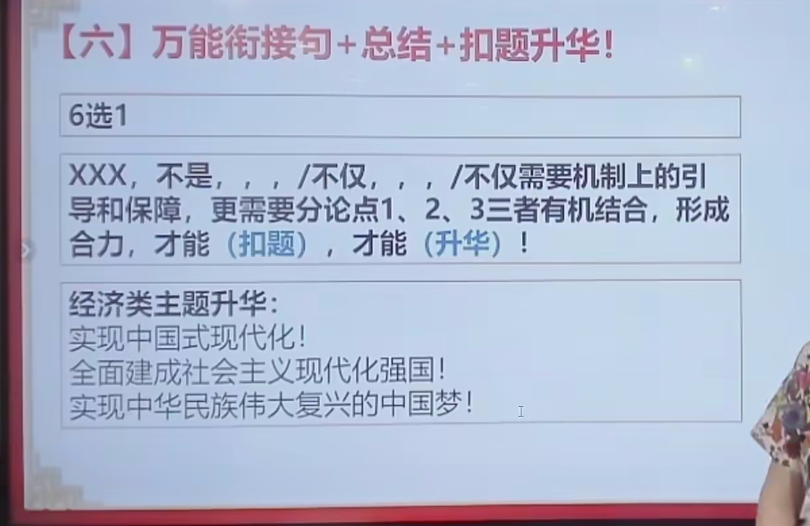 【六】万能衔接句+总结+扣题升华！
6选1
XXX，不是，，，/不仅，，，/不仅需要机制上的引
导和保障，更需要分论点1、2、3三者有机结合，形成
合力，才能（扣题），才能（升华）！
经济类主题升华：
实现中国式现代化！
全面建成社会主义现代化强国！
实现中华民族伟大复兴的中国梦！